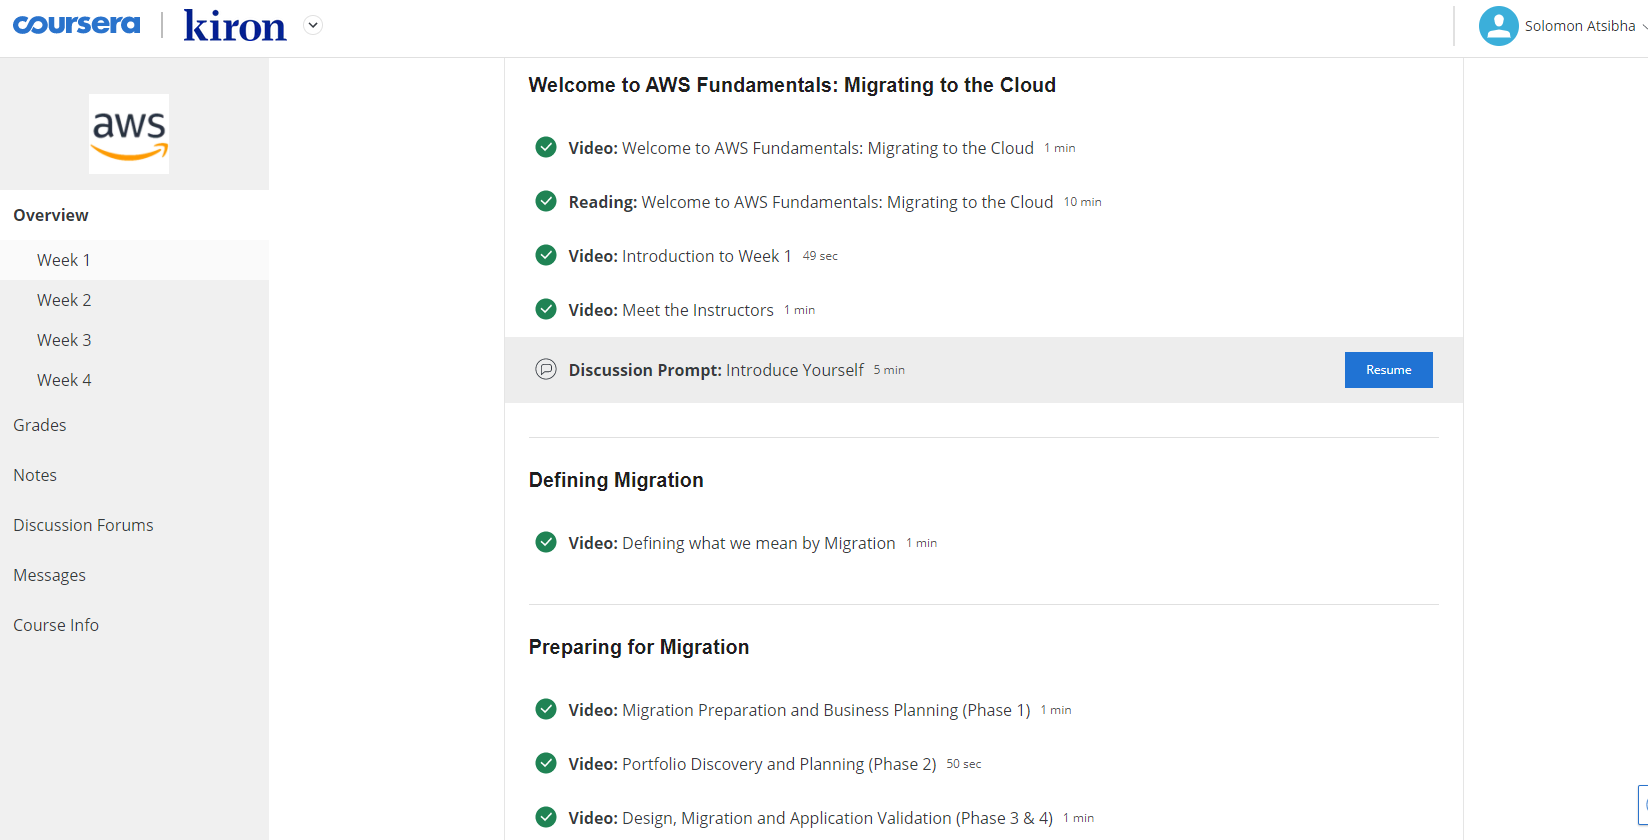 coursera
kiron
Solomon Atsibha
aws
Overview
Week 1
Week 2
Week 3
Week 4
Grades
Notes
Discussion Forums
Messages
Course Info
Welcome to AWS Fundamentals: Migrating to the Cloud
Video: Welcome to AWS Fundamentals: Migrating to the Cloud 1 min
Reading: Welcome to AWS Fundamentals: Migrating to the Cloud 10 min
Video: Introduction to Week 1 49 sec
Video: Meet the Instructors 1 min
Discussion Prompt: Introduce Yourself 5 min
Resume
Defining Migration
Video: Defining what we mean by Migration 1 min
Preparing for Migration
Video: Migration Preparation and Business Planning (Phase 1) 1 min
Video: Portfolio Discovery and Planning (Phase 2) 50 sec
Video: Design, Migration and Application Validation (Phase 3 & 4) 1 min